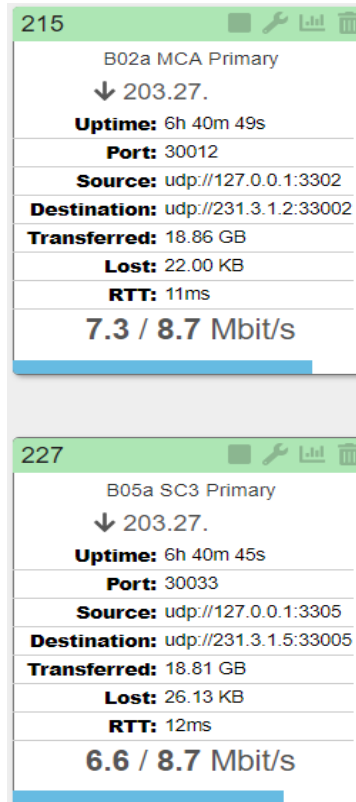 215
B02a MCA Primary
203.27.
Uptime: 6h 40m 49s
Port: 30012
Source: udp://127.0.0.1:3302
Destination: udp://231.3.1.2:33002
Transferred: 18.86 GB
Lost: 22.00 KB
RTT: 11ms
7.3 / 8.7 Mbit/s
227
B05a SC3 Primary
203.27.
Uptime: 6h 40m 45s
Port: 30033
Source: udp://127.0.0.1:3305
Destination: udp://231.3.1.5:33005
Transferred: 18.81 GB
Lost: 26.13 KB
RTT: 12ms
6.6 / 8.7 Mbit/s